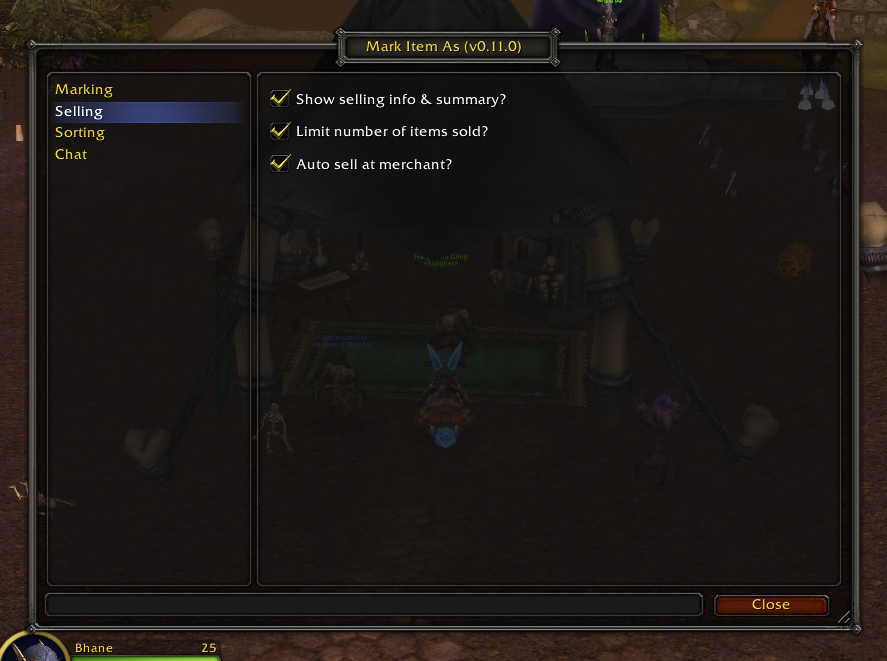 Mark Item As (v0.11.0)
Marking
Selling
Sorting
Chat
Show selling info & summary?
Limit number of items sold?
Auto sell at merchant?
<Supplies>
Close
Bhane
25